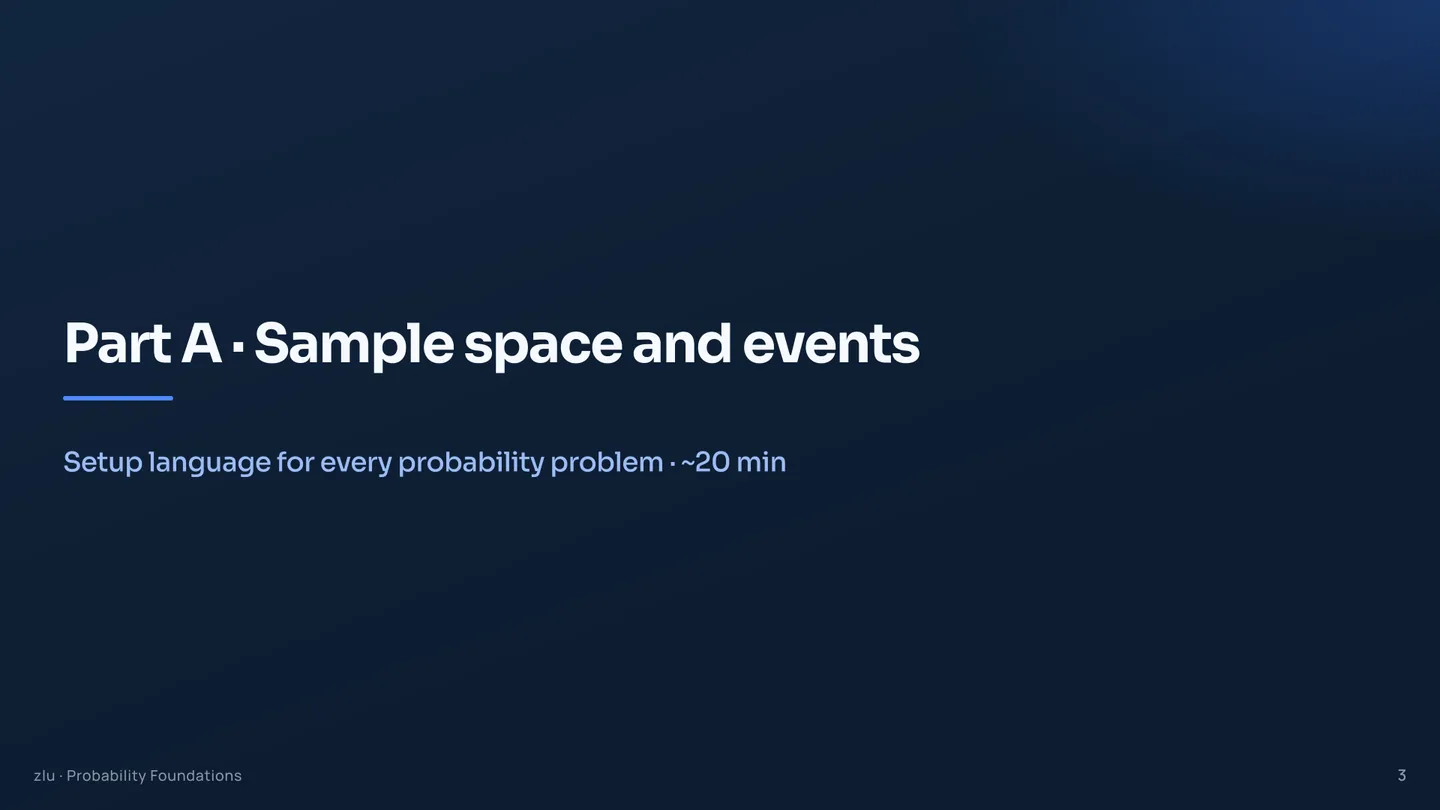 Part A · Sample space and events
Setup language for every probability problem · ~20 min
zlu · Probability Foundations
3